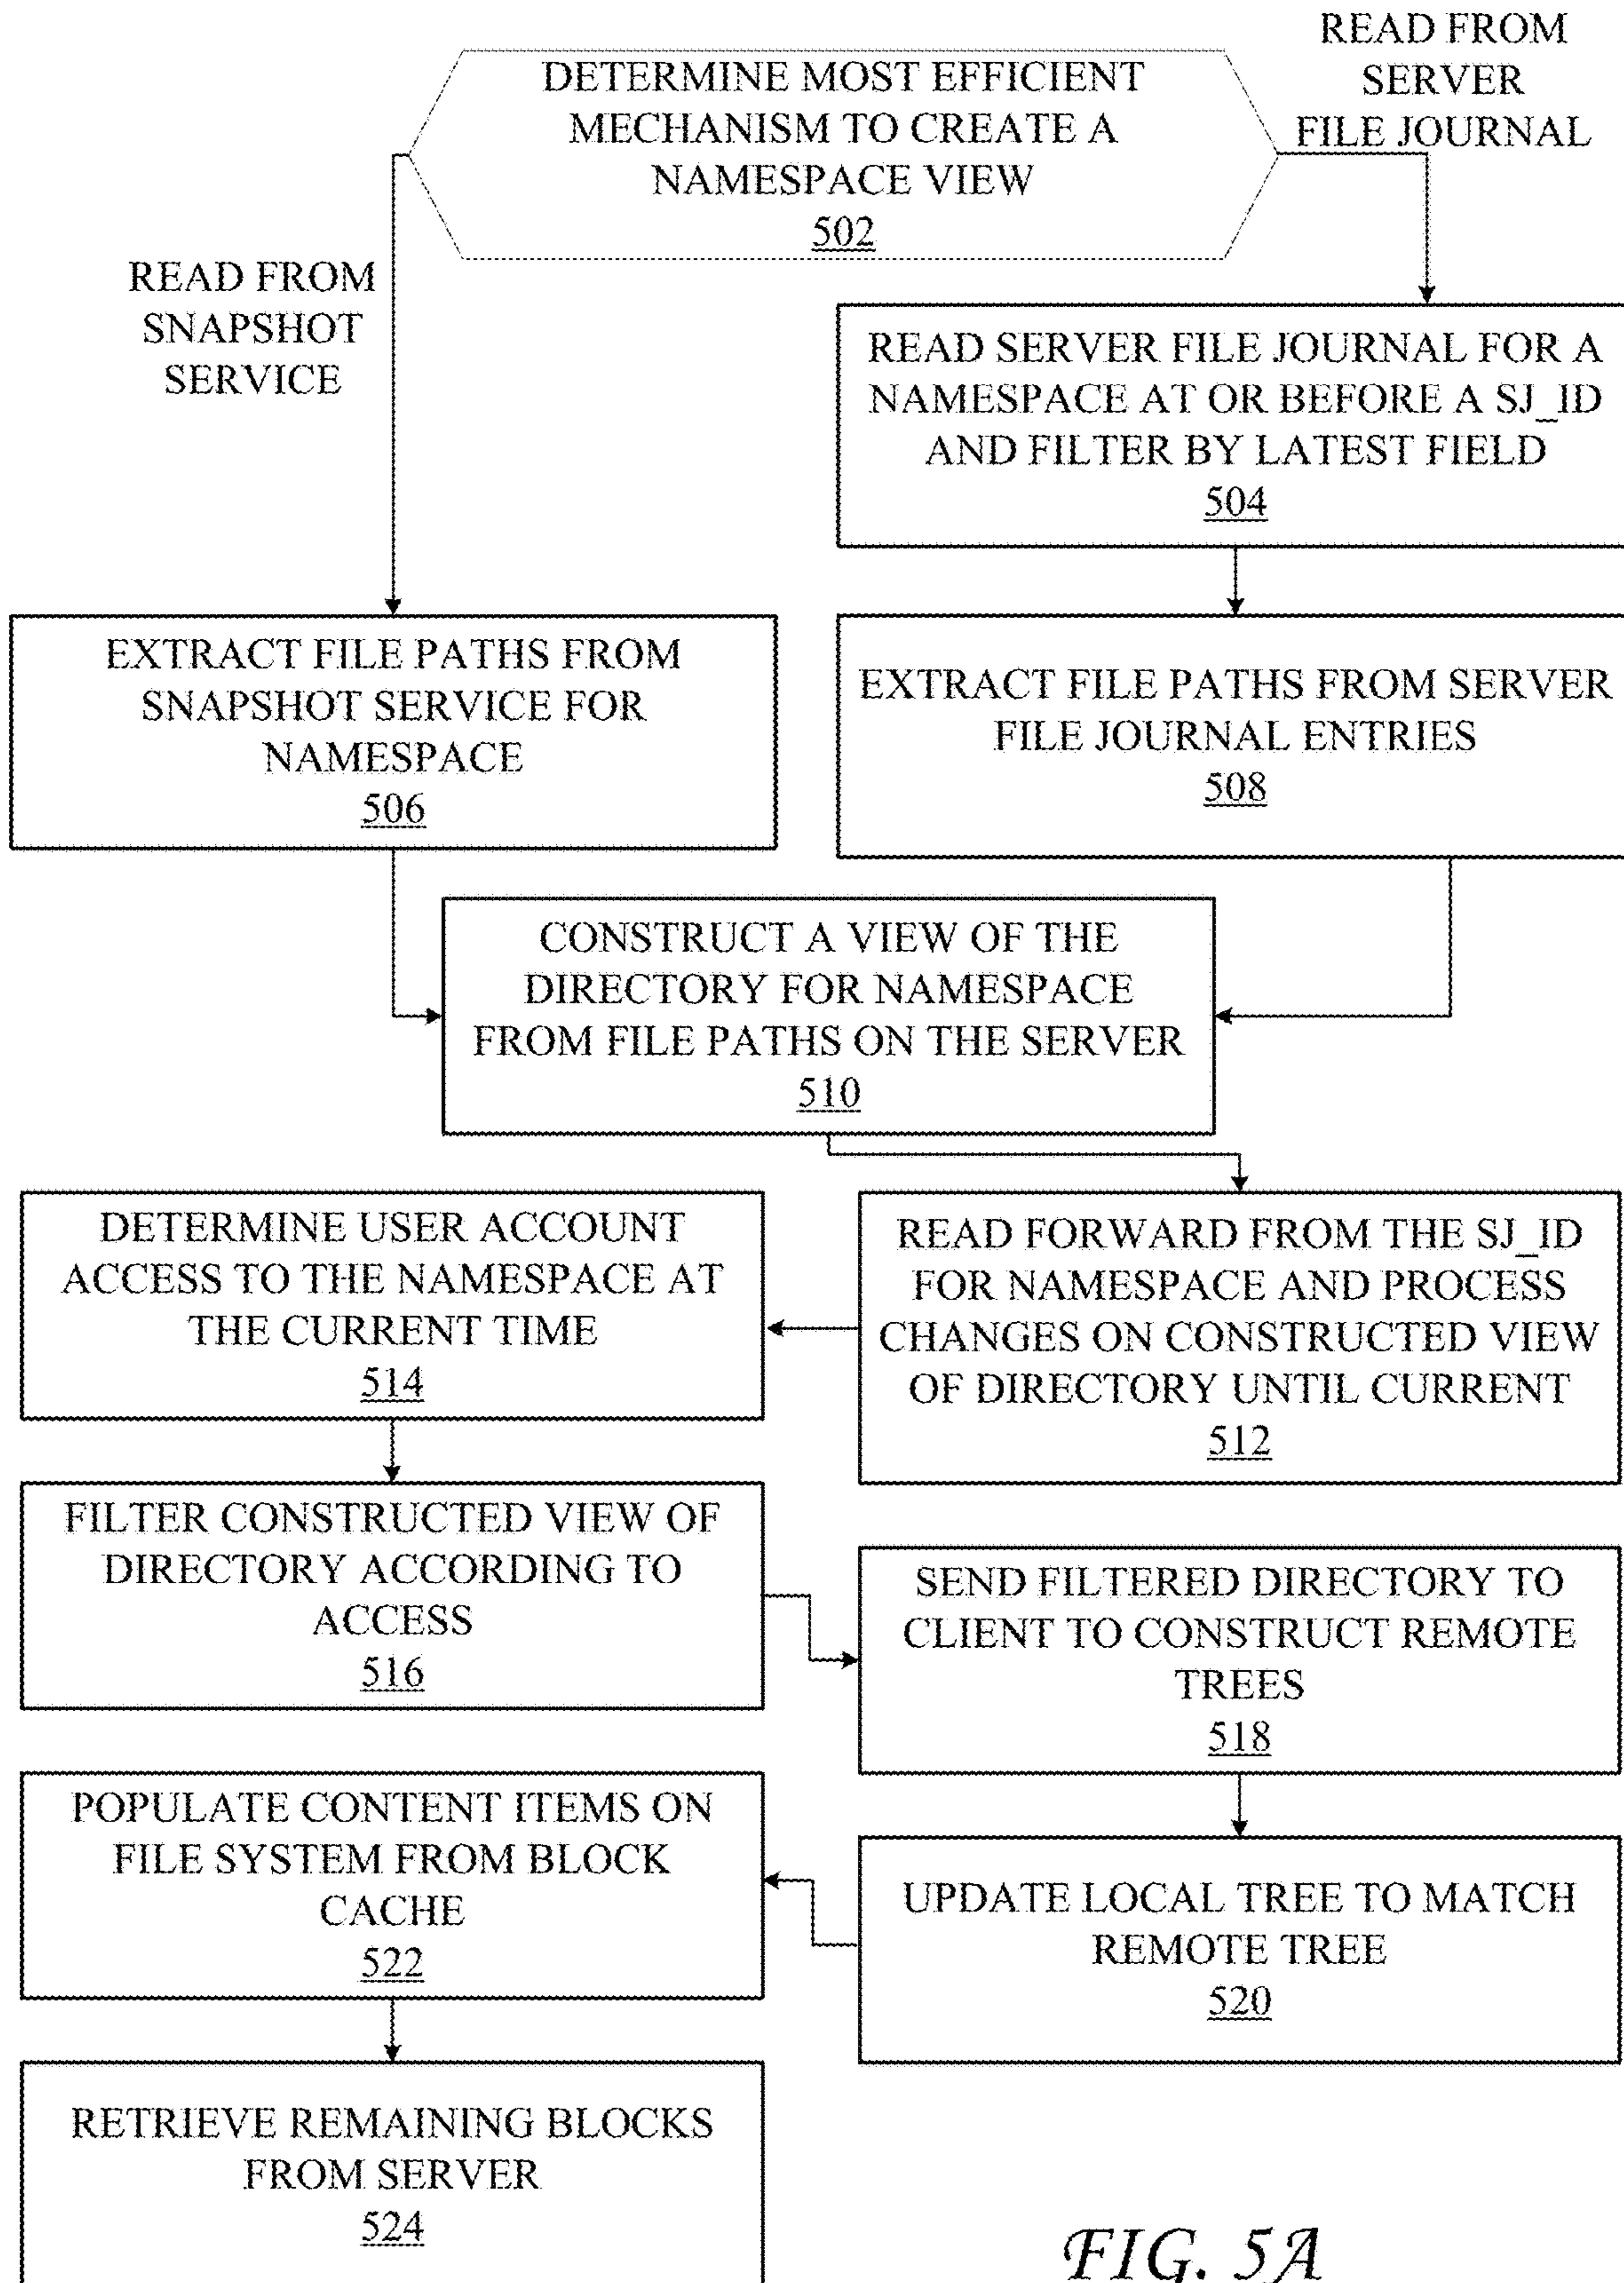 READ FROM
SERVER
FILE JOURNAL
DETERMINE MOST EFFICIENT
MECHANISM TO CREATE A
NAMESPACE VIEW
502
READ FROM
SNAPSHOT
SERVICE
READ SERVER FILE JOURNAL FOR A
NAMESPACE AT OR BEFORE A SJ_ID
AND FILTER BY LATEST FIELD
504
EXTRACT FILE PATHS FROM
SNAPSHOT SERVICE FOR
NAMESPACE
506
EXTRACT FILE PATHS FROM SERVER
FILE JOURNAL ENTRIES
508
CONSTRUCT A VIEW OF THE
DIRECTORY FOR NAMESPACE
FROM FILE PATHS ON THE SERVER
510
READ FORWARD FROM THE SJ_ID
FOR NAMESPACE AND PROCESS
CHANGES ON CONSTRUCTED VIEW
OF DIRECTORY UNTIL CURRENT
512
DETERMINE USER ACCOUNT
ACCESS TO THE NAMESPACE AT
THE CURRENT TIME
514
FILTER CONSTRUCTED VIEW OF
DIRECTORY ACCORDING TO
ACCESS
516
SEND FILTERED DIRECTORY TO
CLIENT TO CONSTRUCT REMOTE
TREES
518
UPDATE LOCAL TREE TO MATCH
REMOTE TREE
520
POPULATE CONTENT ITEMS ON
FILE SYSTEM FROM BLOCK
CACHE
522
RETRIEVE REMAINING BLOCKS
FROM SERVER
524
FIG. 5A